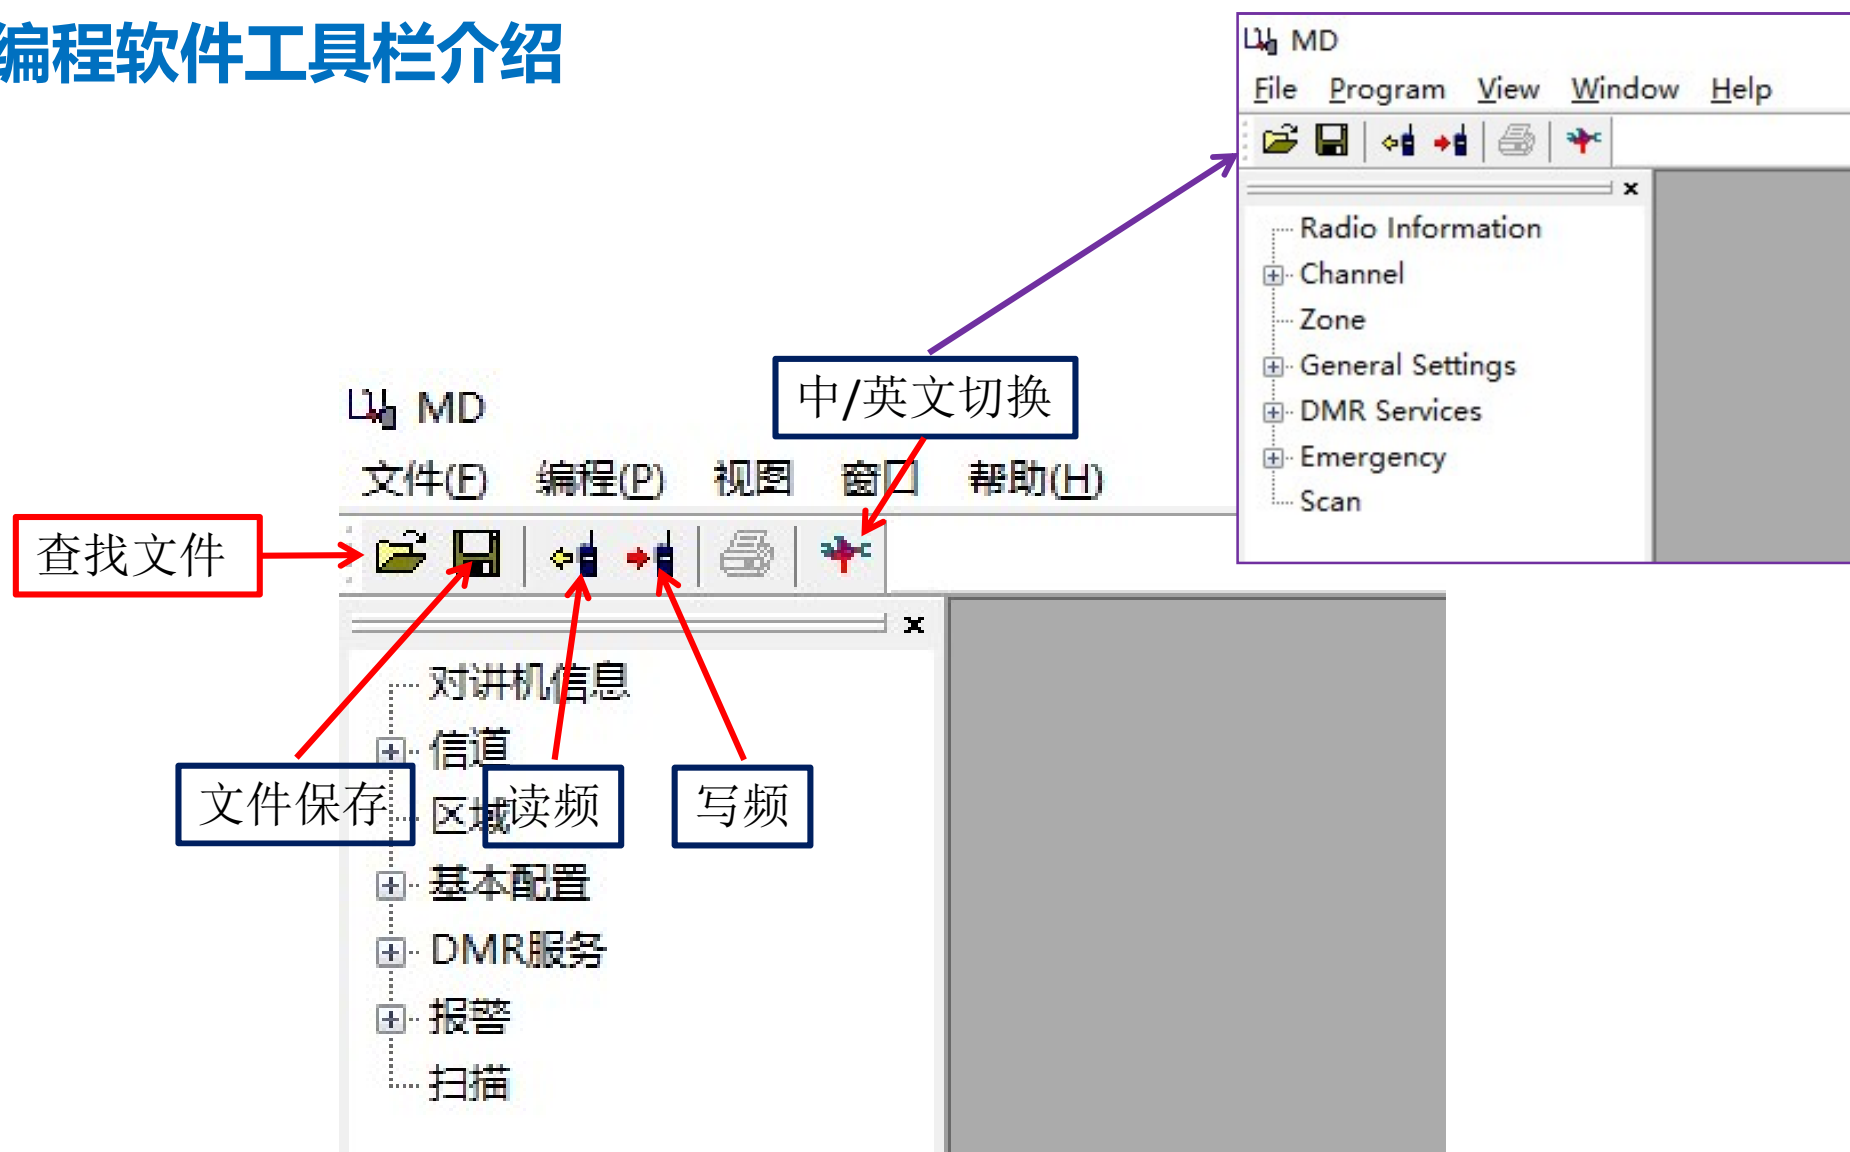 编程软件工具栏介绍
MD
File Program View Window Help
Radio Information
Channel
Zone
General Settings
DMR Services
Emergency
Scan
中/英文切换
MD
文件(F) 编程(P) 视图 窗口 帮助(H)
查找文件
对讲机信息
信道
文件保存
区域
读频
写频
基本配置
DMR服务
报警
扫描